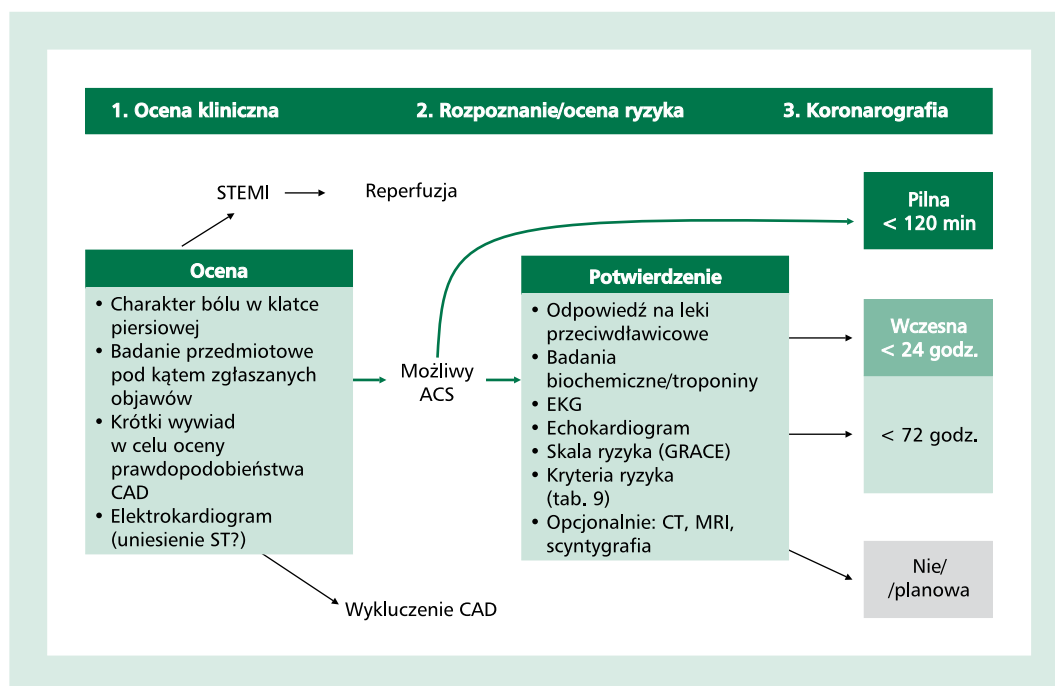 1. Ocena kliniczna
2. Rozpoznanie/ocena ryzyka
3. Koronarografia
STEMI
Reperfuzja
Pilna
< 120 min
Ocena
• Charakter bólu w klatce
piersiowej
• Badanie przedmiotowe
pod kątem zgłaszanych
objawów
• Krótki wywiad
w celu oceny
prawdopodobieństwa
CAD
• Elektrokardiogram
(uniesienie ST?)
Możliwy
ACS
Potwierdzenie
• Odpowiedź na leki
przeciwdławicowe
• Badania
biochemiczne/troponiny
• EKG
• Echokardiogram
• Skala ryzyka (GRACE)
• Kryteria ryzyka
(tab. 9)
• Opcjonalnie: CT, MRI,
scyntygrafia
Wczesna
< 24 godz.
< 72 godz.
Nie/
/planowa
Wykluczenie CAD